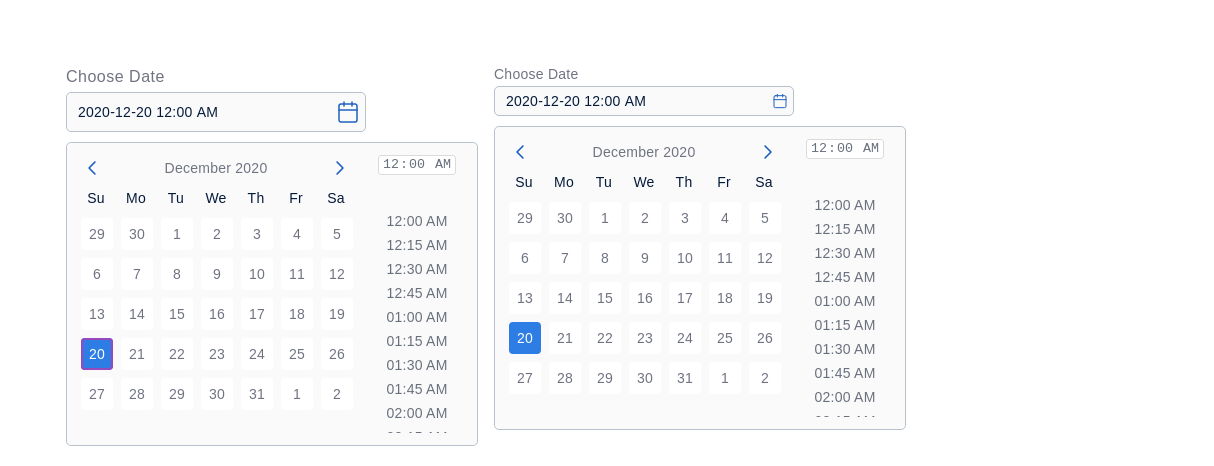 Choose Date
2020-12-20 12:00 AM
December 2020
12:00 AM
Su Mo Tu We Th Fr Sa
29 30 1 2 3 4 5
6 7 8 9 10 11 12
13 14 15 16 17 18 19
20 21 22 23 24 25 26
27 28 29 30 31 1 2
12:00 AM
12:15 AM
12:30 AM
12:45 AM
01:00 AM
01:15 AM
01:30 AM
01:45 AM
02:00 AM
Choose Date
2020-12-20 12:00 AM
December 2020
12:00 AM
Su Mo Tu We Th Fr Sa
29 30 1 2 3 4 5
6 7 8 9 10 11 12
13 14 15 16 17 18 19
20 21 22 23 24 25 26
27 28 29 30 31 1 2
12:00 AM
12:15 AM
12:30 AM
12:45 AM
01:00 AM
01:15 AM
01:30 AM
01:45 AM
02:00 AM